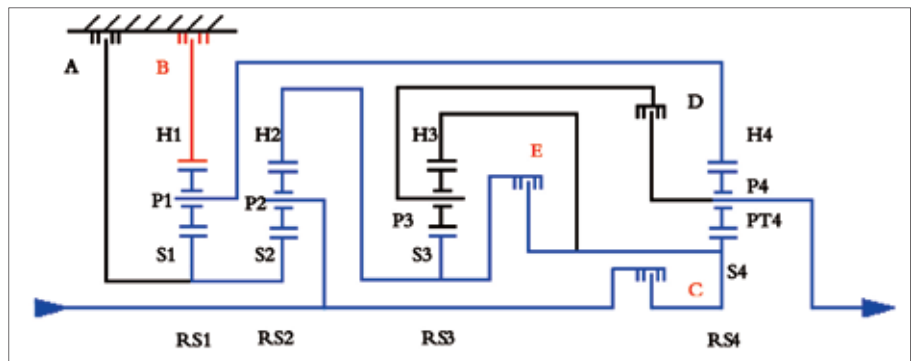 A B D
H1 H2 H3 E H4
P1 P2 P3 P4
PT4
S1 S2 S3 S4
C
RS1 RS2 RS3 RS4